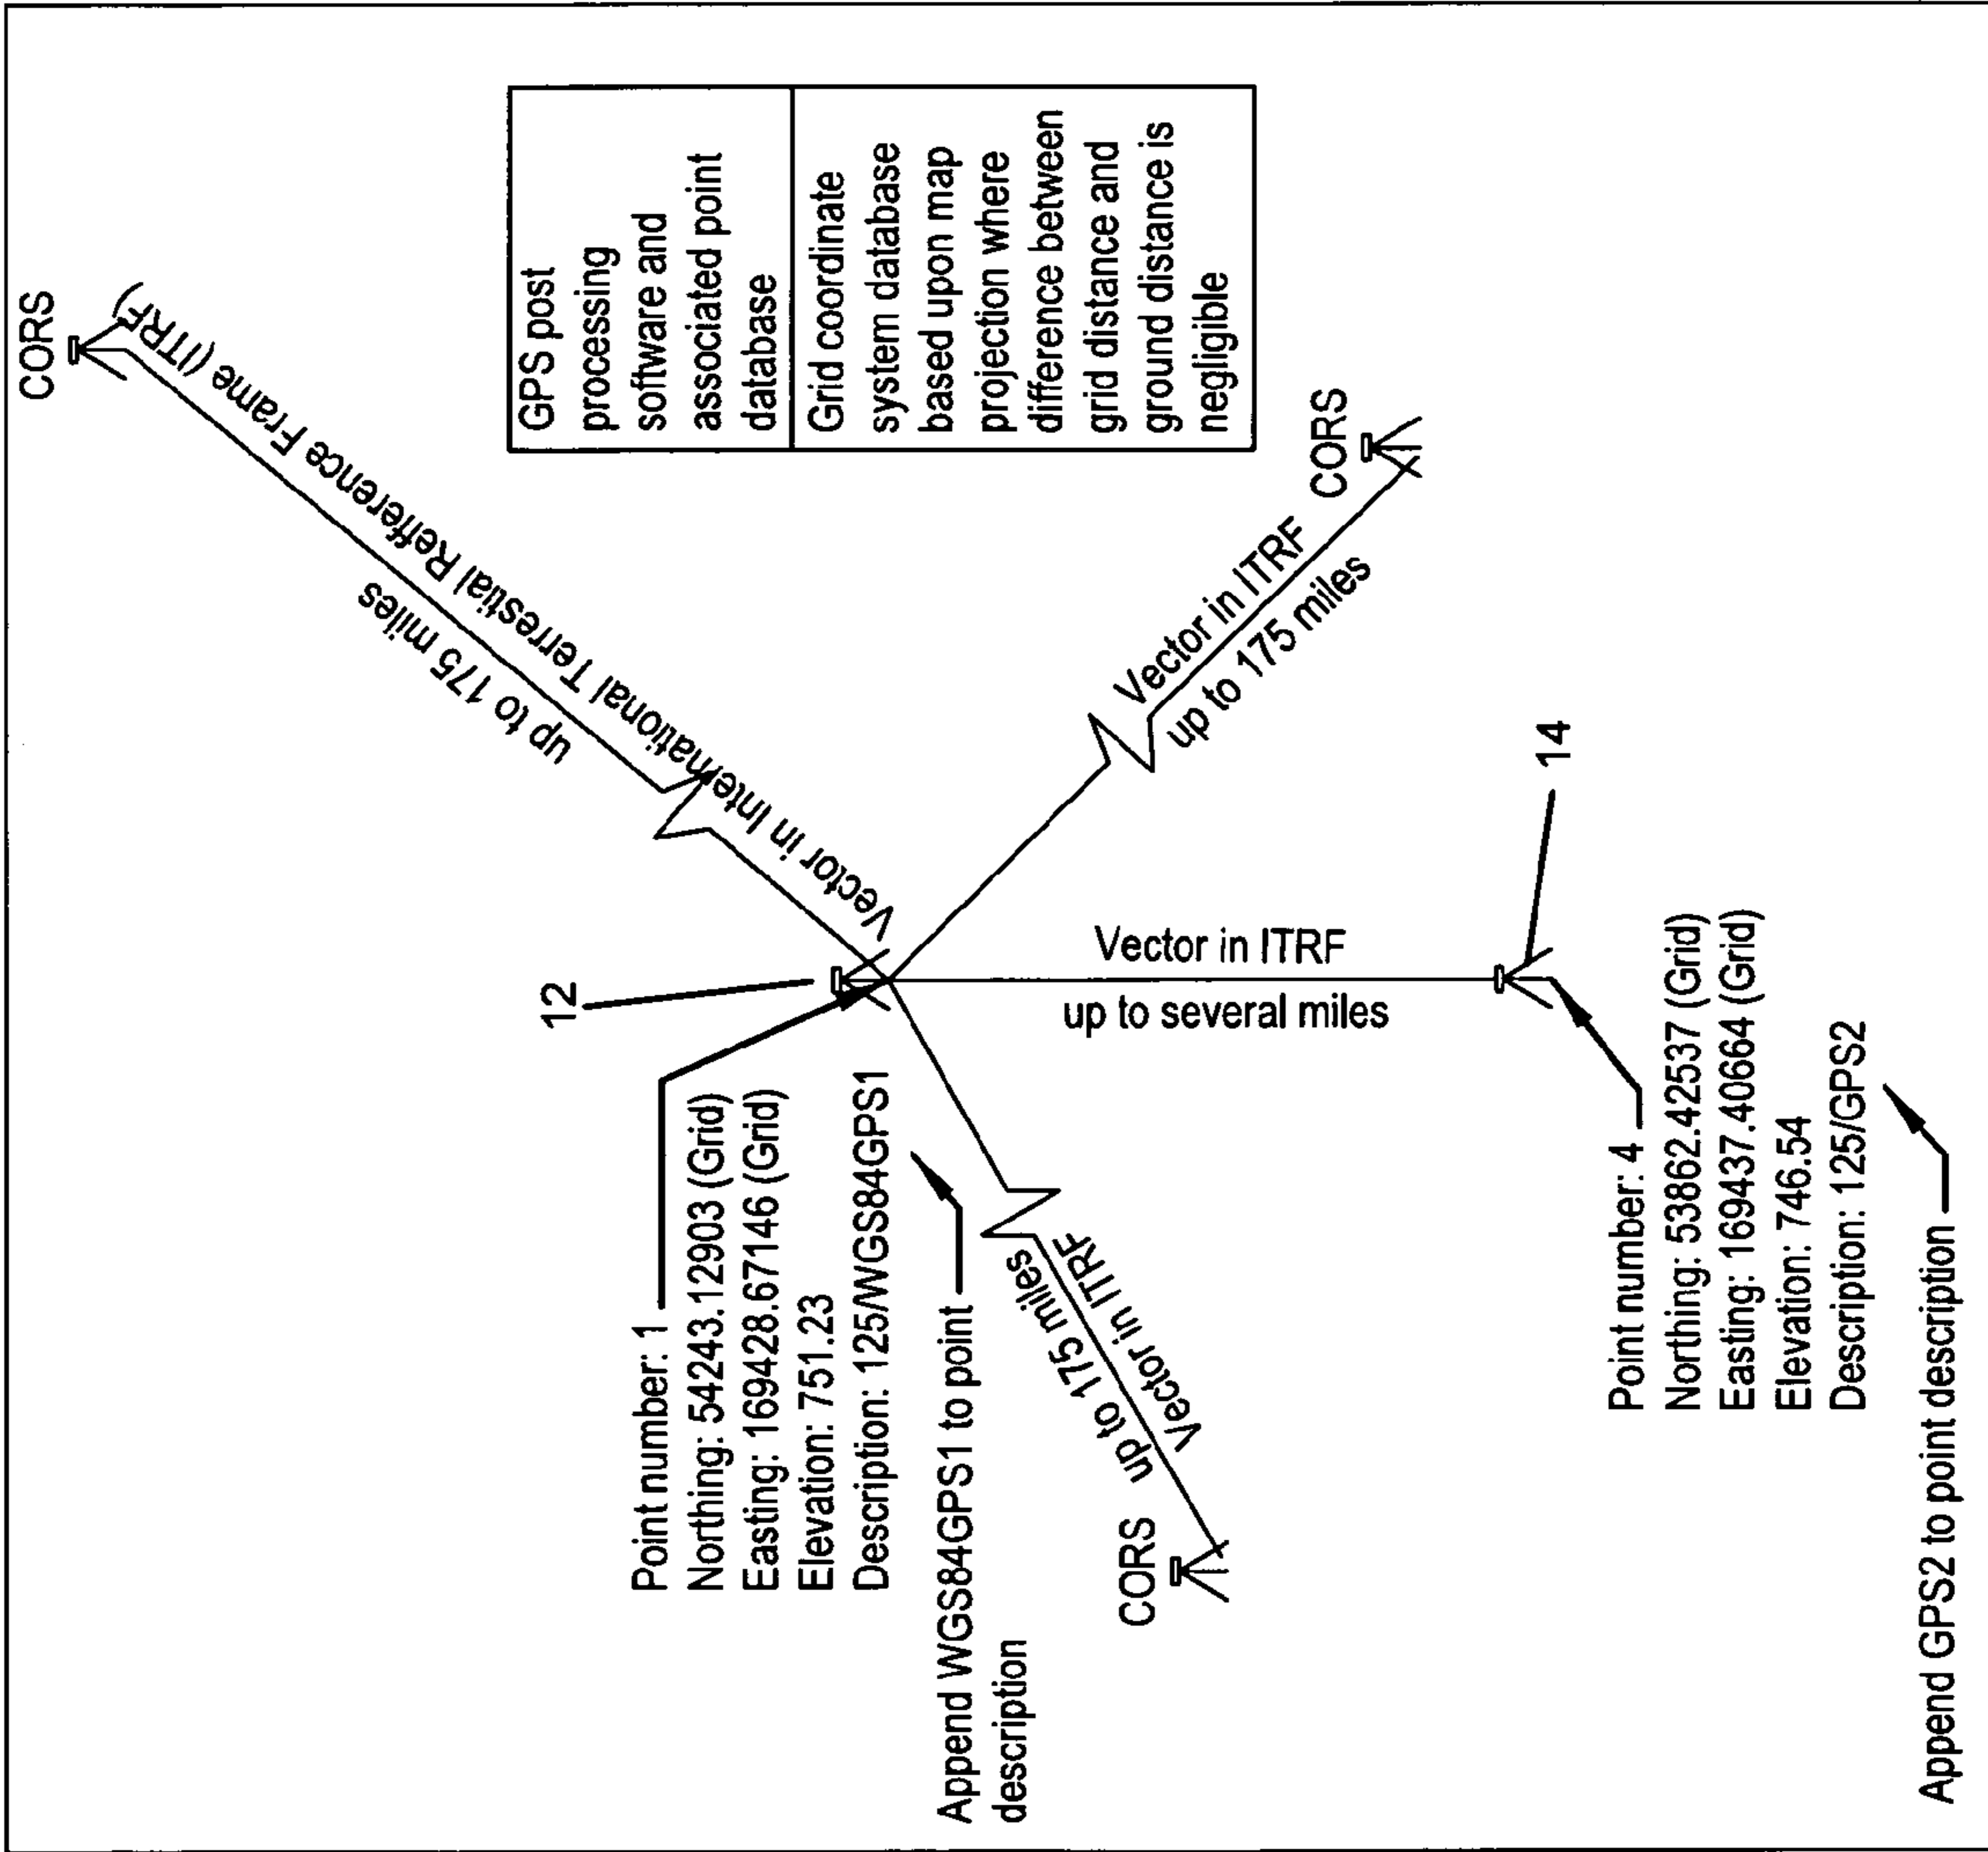 CORS
Vector in International Terrestial Refference Frame (ITRF)
up to 175 miles
GPS post
processing
software and
associated point
database
Grid coordinate
system database
based upon map
projection where
difference between
grid distance and
ground distance is
negligible
12
Point number: 1
Northing: 54243.12903 (Grid)
Easting: 169428.67146 (Grid)
Elevation: 751.23
Description: 125/WGS84GPS1
Append WGS84GPS1 to point
description
CORS
up to 175 miles
Vector in ITRF
Vector in ITRF
up to several miles
Vector in ITRF
up to 175 miles
CORS
14
Point number: 4
Northing: 53862.42537 (Grid)
Easting: 169437.40664 (Grid)
Elevation: 746.54
Description: 125/GPS2
Append GPS2 to point description